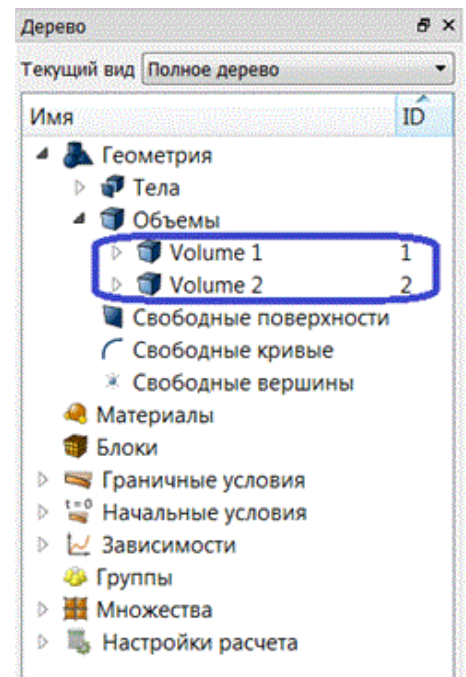 Дерево
Текущий вид Полное дерево
Имя ID
Геометрия
Тела
Объемы
Volume 1 1
Volume 2 2
Свободные поверхности
Свободные кривые
Свободные вершины
Материалы
Блоки
Граничные условия
t=0 Начальные условия
Зависимости
Группы
Множества
Настройки расчета